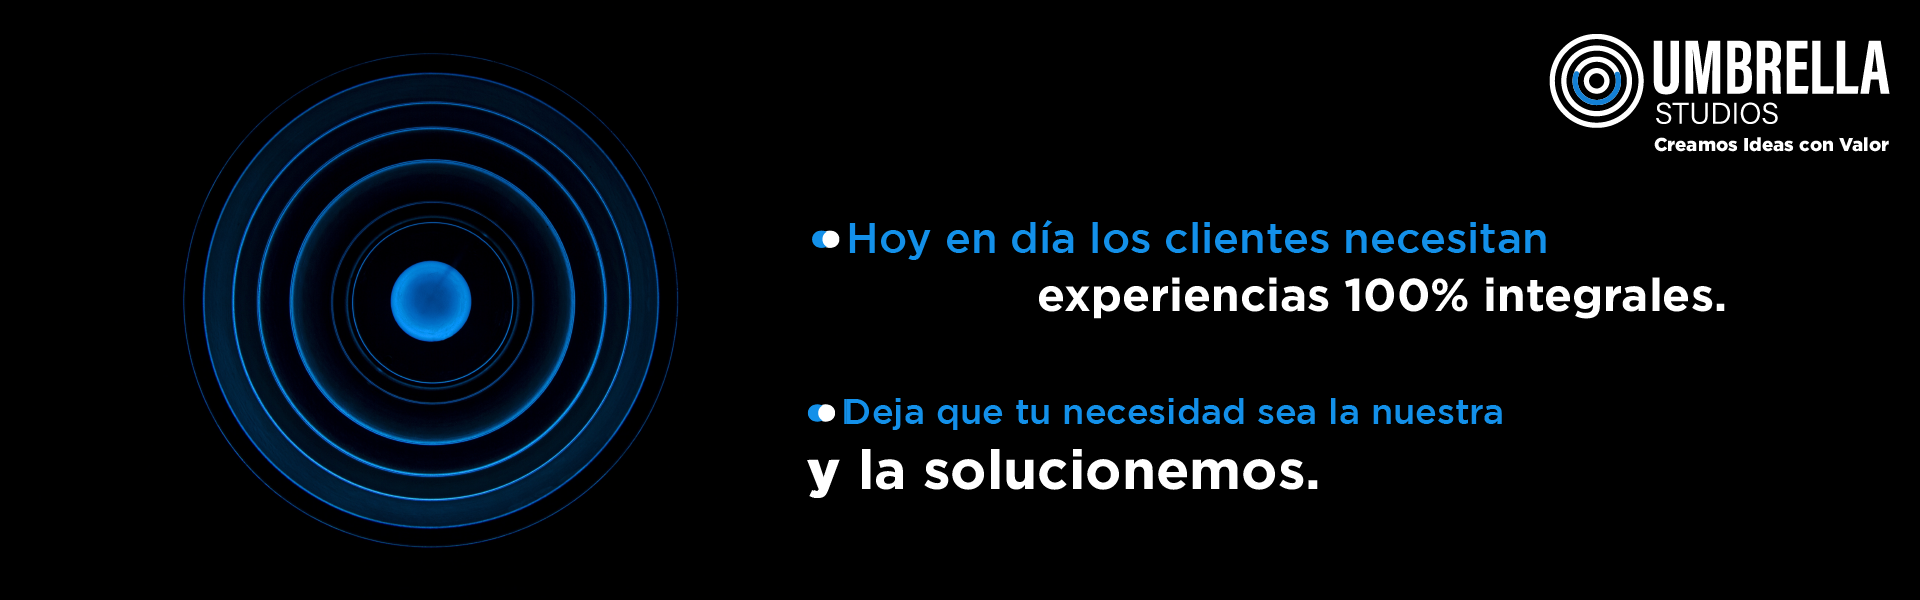 UMBRELLA
STUDIOS
Creamos Ideas con Valor
Hoy en día los clientes necesitan
experiencias 100% integrales.
Deja que tu necesidad sea la nuestra
y la solucionemos.